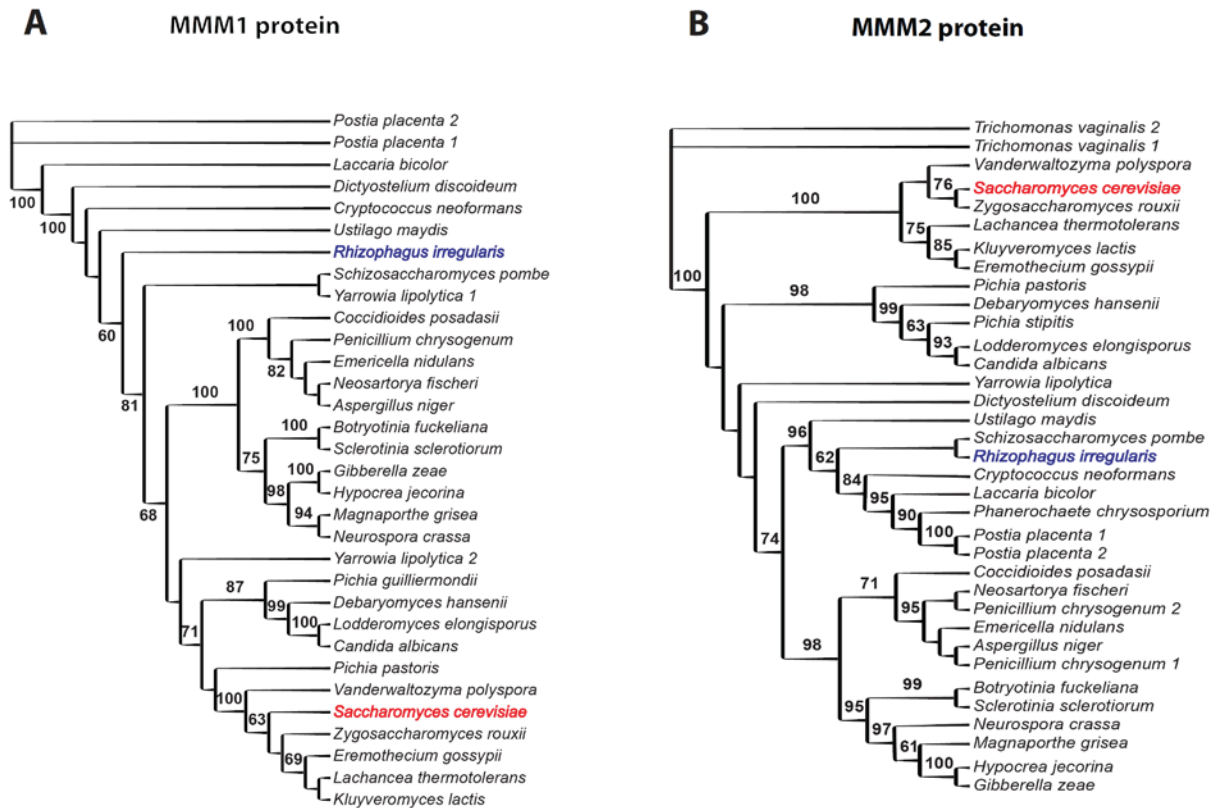 A
MMM1 protein
Postia placenta 2
Postia placenta 1
Laccaria bicolor
100
Dictyostelium discoideum
100
Cryptococcus neoformans
Ustilago maydis
Rhizophagus irregularis
60
Schizosaccharomyces pombe
Yarrowia lipolytica 1
81
100
Coccidioides posadasii
Penicillium chrysogenum
82
Emericella nidulans
Neosartorya fischeri
Aspergillus niger
100
100
Botryotinia fuckeliana
Sclerotinia sclerotiorum
75
100
Gibberella zeae
98
Hypocrea jecorina
94
Magnaporthe grisea
Neurospora crassa
68
Yarrowia lipolytica 2
87
Pichia guilliermondii
99
Debaryomyces hansenii
100
Lodderomyces elongisporus
Candida albicans
71
Pichia pastoris
100
Vanderwaltozyma polyspora
63
Saccharomyces cerevisiae
Zygosaccharomyces rouxii
69
Eremothecium gossypii
Lachancea thermotolerans
Kluyveromyces lactis
B
MMM2 protein
Trichomonas vaginalis 2
Trichomonas vaginalis 1
Vanderwaltozyma polyspora
76
Saccharomyces cerevisiae
100
Zygosaccharomyces rouxii
75
Lachancea thermotolerans
85
Kluyveromyces lactis
Eremothecium gossypii
100
98
Pichia pastoris
99
Debaryomyces hansenii
63
Pichia stipitis
93
Lodderomyces elongisporus
Candida albicans
Yarrowia lipolytica
Dictyostelium discoideum
96
Ustilago maydis
62
Schizosaccharomyces pombe
Rhizophagus irregularis
84
Cryptococcus neoformans
95
Laccaria bicolor
90
Phanerochaete chrysosporium
100
Postia placenta 1
Postia placenta 2
74
71
Coccidioides posadasii
95
Neosartorya fischeri
Penicillium chrysogenum 2
Emericella nidulans
98
Aspergillus niger
Penicillium chrysogenum 1
99
Botryotinia fuckeliana
95
Sclerotinia sclerotiorum
97
Neurospora crassa
61
Magnaporthe grisea
100
Hypocrea jecorina
Gibberella zeae